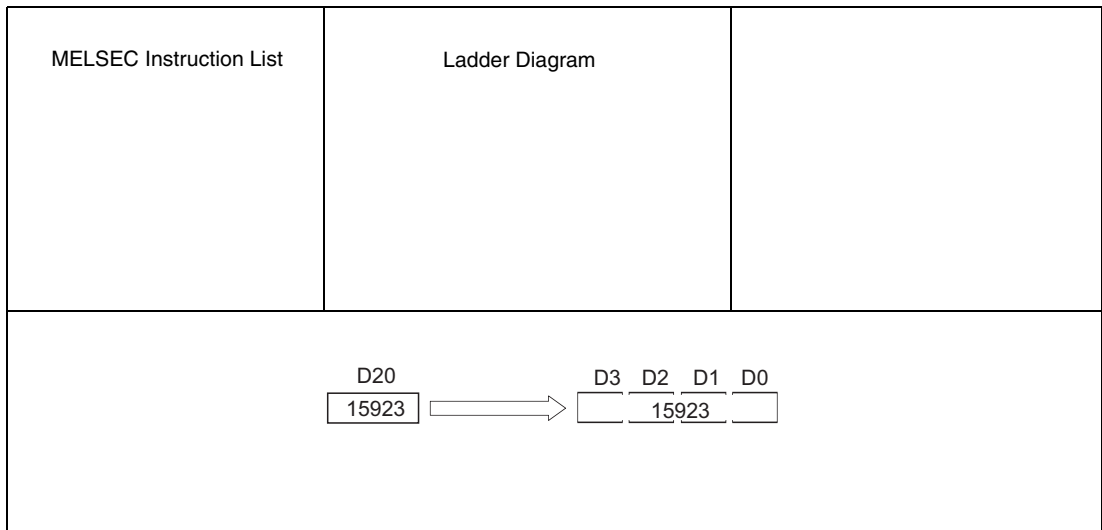 MELSEC Instruction List
Ladder Diagram
D20
D3 D2 D1 D0
15923
15923